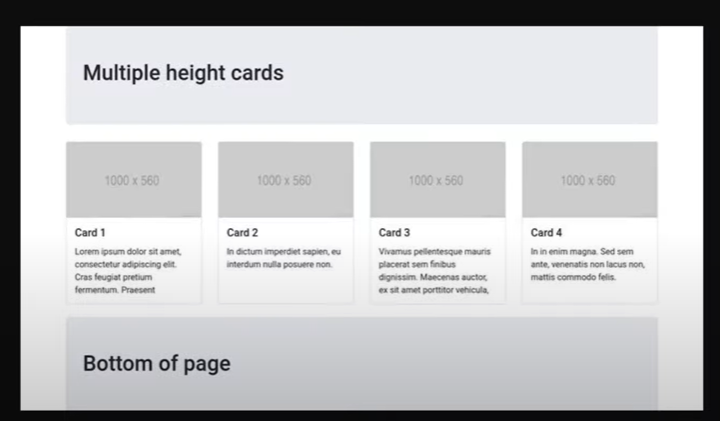 Multiple height cards
1000 x 560
1000 x 560
1000 x 560
1000 x 560
Card 1
Lorem ipsum dolor sit amet,
consectetur adipiscing elit.
Cras feugiat pretium
fermentum. Praesent
Card 2
In dictum imperdiet sapien, eu
interdum nulla posuere non.
Card 3
Vivamus pellentesque mauris
placerat sem finibus
dignissim. Maecenas auctor,
ex sit amet porttitor vehicula,
Card 4
In in enim magna. Sed sem
ante, venenatis non lacus non,
mattis commodo felis.
Bottom of page